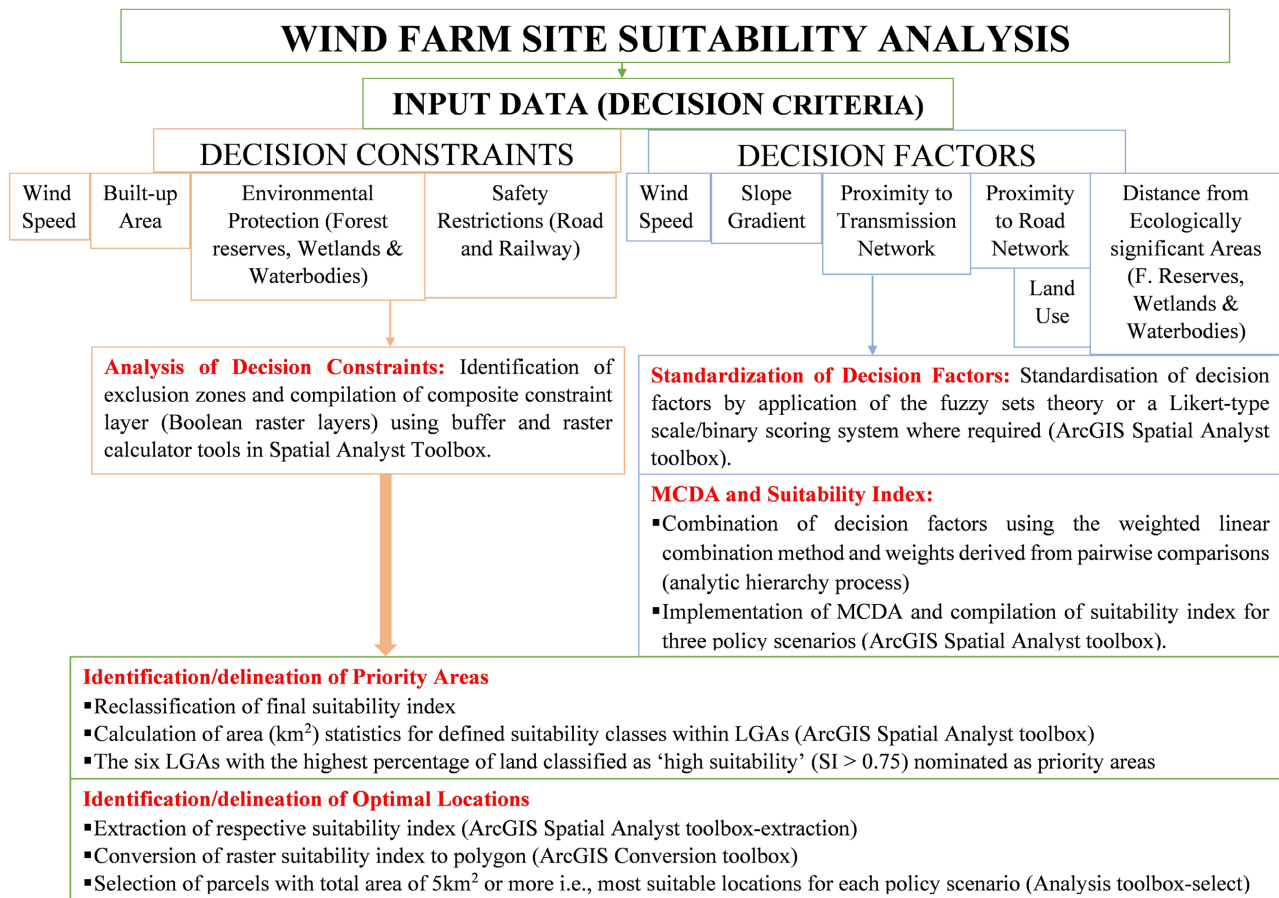 WIND FARM SITE SUITABILITY ANALYSIS
INPUT DATA (DECISION CRITERIA)
DECISION CONSTRAINTS
Wind
Speed
Built-up
Area
Environmental
Protection (Forest
reserves, Wetlands &
Waterbodies)
Safety
Restrictions (Road
and Railway)
DECISION FACTORS
Wind
Speed
Slope
Gradient
Proximity to
Transmission
Network
Proximity
to Road
Network
Land
Use
Distance from
Ecologically
significant Areas
(F. Reserves,
Wetlands &
Waterbodies)
Analysis of Decision Constraints: Identification of
exclusion zones and compilation of composite constraint
layer (Boolean raster layers) using buffer and raster
calculator tools in Spatial Analyst Toolbox.
Standardization of Decision Factors: Standardisation of decision
factors by application of the fuzzy sets theory or a Likert-type
scale/binary scoring system where required (ArcGIS Spatial Analyst
toolbox).
MCDA and Suitability Index:
▪Combination of decision factors using the weighted linear
combination method and weights derived from pairwise comparisons
(analytic hierarchy process)
▪Implementation of MCDA and compilation of suitability index for
three policy scenarios (ArcGIS Spatial Analyst toolbox).
Identification/delineation of Priority Areas
▪Reclassification of final suitability index
▪Calculation of area (km²) statistics for defined suitability classes within LGAs (ArcGIS Spatial Analyst toolbox)
▪The six LGAs with the highest percentage of land classified as ‘high suitability’ (SI > 0.75) nominated as priority areas
Identification/delineation of Optimal Locations
▪Extraction of respective suitability index (ArcGIS Spatial Analyst toolbox-extraction)
▪Conversion of raster suitability index to polygon (ArcGIS Conversion toolbox)
▪Selection of parcels with total area of 5km² or more i.e., most suitable locations for each policy scenario (Analysis toolbox-select)